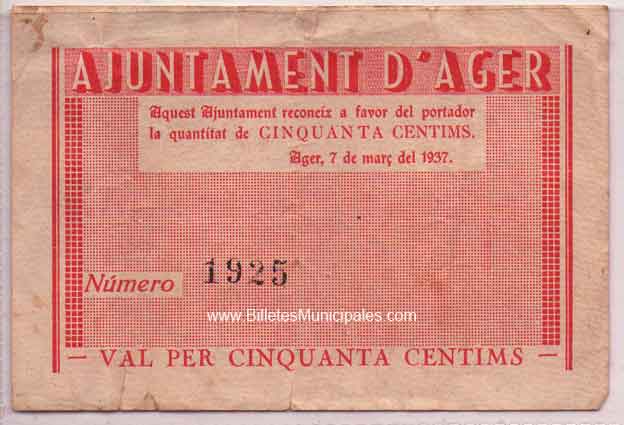 AJUNTAMENT D'AGER
Aquest Ajuntament reconeix a favor del portador
la quantitat de CINQUANTA CENTIMS.
Ager, 7 de març del 1937.
Número 1925
www.BilletesMunicipales.com
— VAL PER CINQUANTA CENTIMS —